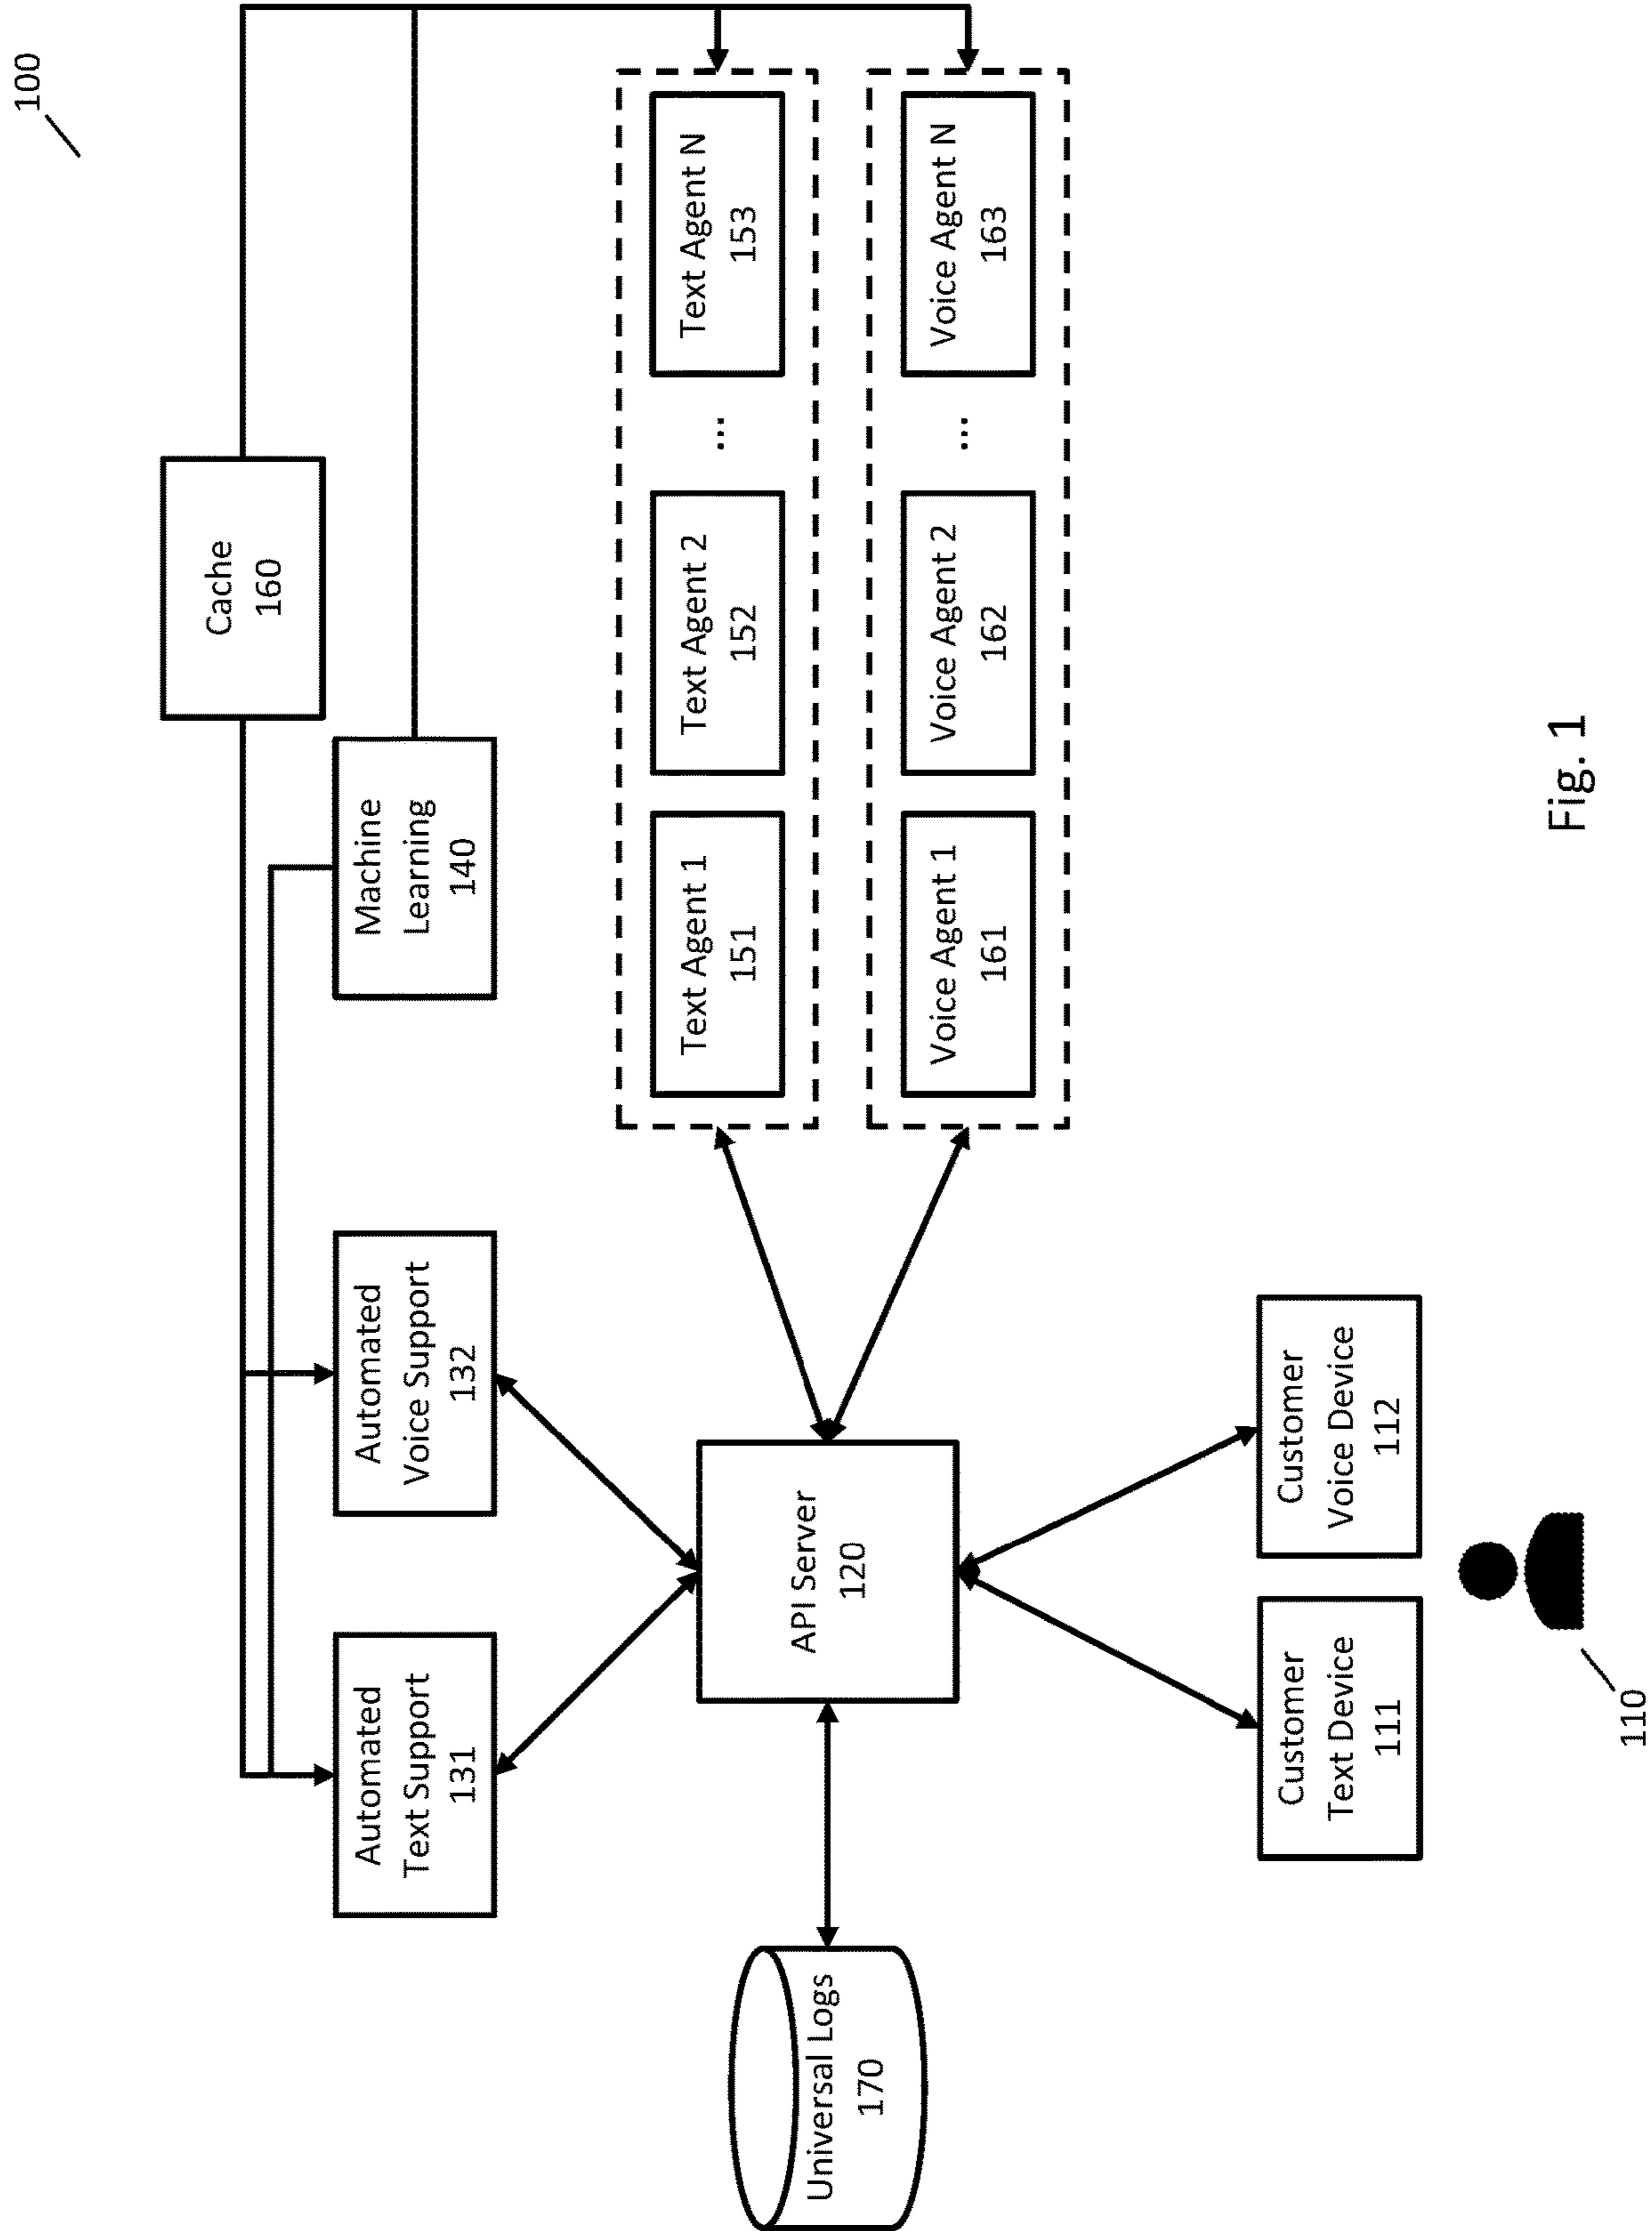 100
Cache
160
Machine
Learning
140
Automated
Text Support
131
Automated
Voice Support
132
Text Agent 1
151
Text Agent 2
152
...
Text Agent N
153
Voice Agent 1
161
Voice Agent 2
162
...
Voice Agent N
163
Universal Logs
170
API Server
120
Customer
Text Device
111
Customer
Voice Device
112
110
Fig. 1